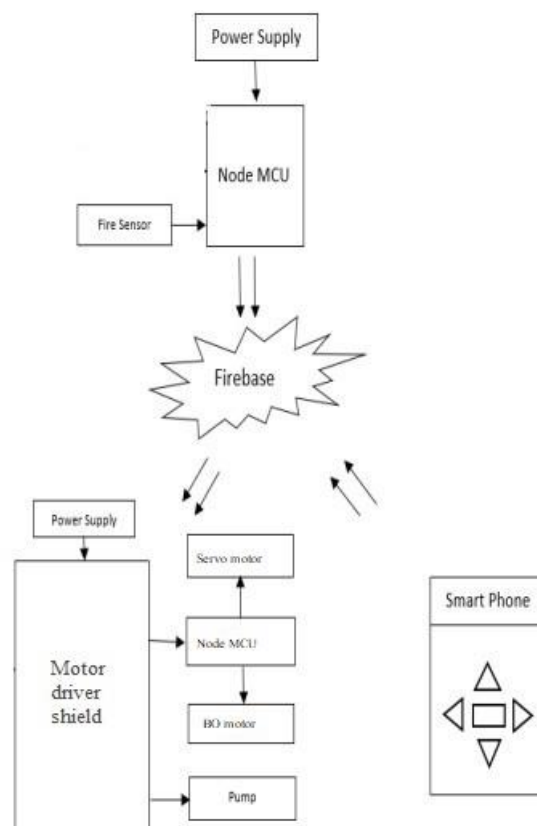 Power Supply
Node MCU
Fire Sensor
Firebase
Power Supply
Servo motor
Smart Phone
Node MCU
Motor
driver
shield
BO motor
Pump